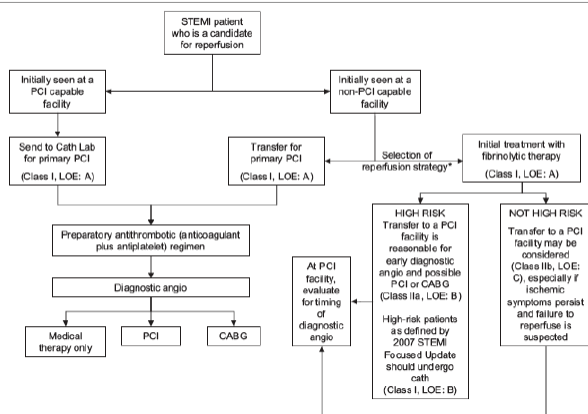 STEMI patient
who is a candidate
for reperfusion
Initially seen at a
PCI capable
facility
Initially seen at a
non-PCI capable
facility
Send to Cath Lab
for primary PCI
(Class I, LOE: A)
Transfer for
primary PCI
(Class I, LOE: A)
Selection of
reperfusion strategy*
Initial treatment with
fibrinolytic therapy
(Class I, LOE: A)
Preparatory antithrombotic (anticoagulant
plus antiplatelet) regimen
Diagnostic angio
Medical
therapy only
PCI
CABG
At PCI
facility,
evaluate
for timing
of
diagnostic
angio
HIGH RISK
Transfer to a PCI
facility is
reasonable for
early diagnostic
angio and possible
PCI or CABG
(Class IIa, LOE: B)
High-risk patients
as defined by
2007 STEMI
Focused Update
should undergo
cath
(Class I, LOE: B)
NOT HIGH RISK
Transfer to a PCI
facility may be
considered
(Class IIb, LOE:
C), especially if
ischemic
symptoms persist
and failure to
reperfuse is
suspected